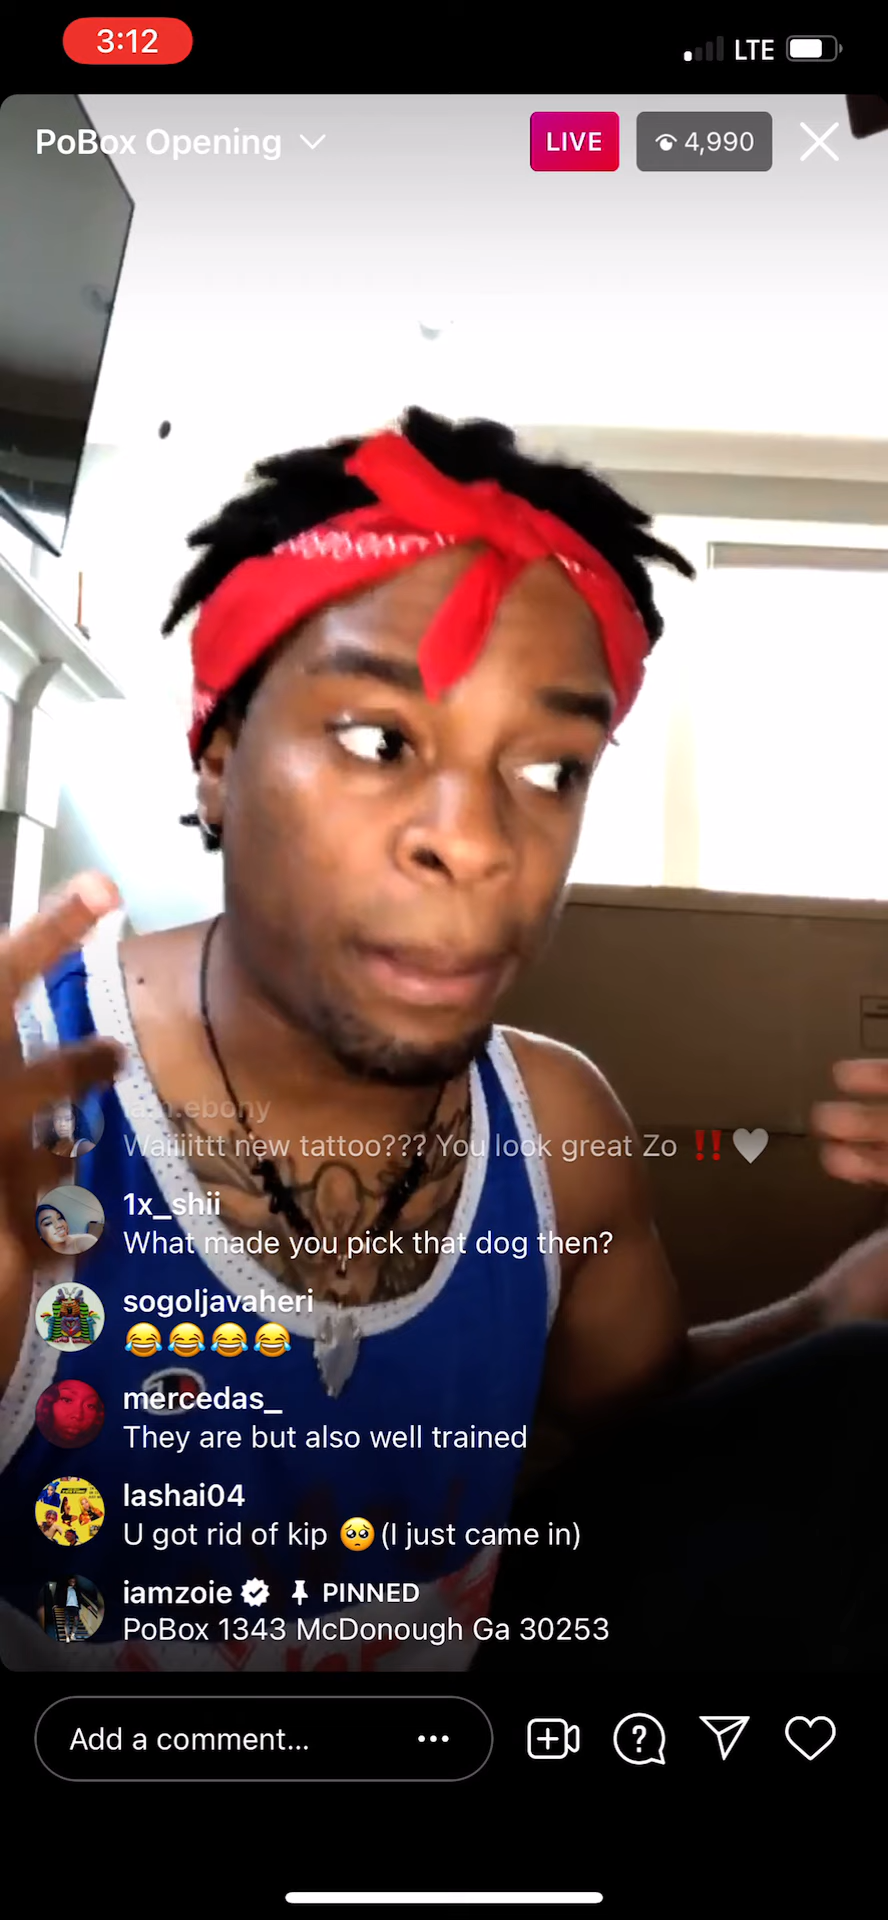 3:12
LTE
PoBox Opening
LIVE
4,990
Waiiiittt new tattoo??? You look great Zo ‼️🤍
1x_shii
What made you pick that dog then?
sogoljavaheri
😂😂😂😂
mercedas_
They are but also well trained
lashai04
U got rid of kip 🥺 (I just came in)
iamzoie PINNED
PoBox 1343 McDonough Ga 30253
Add a comment...